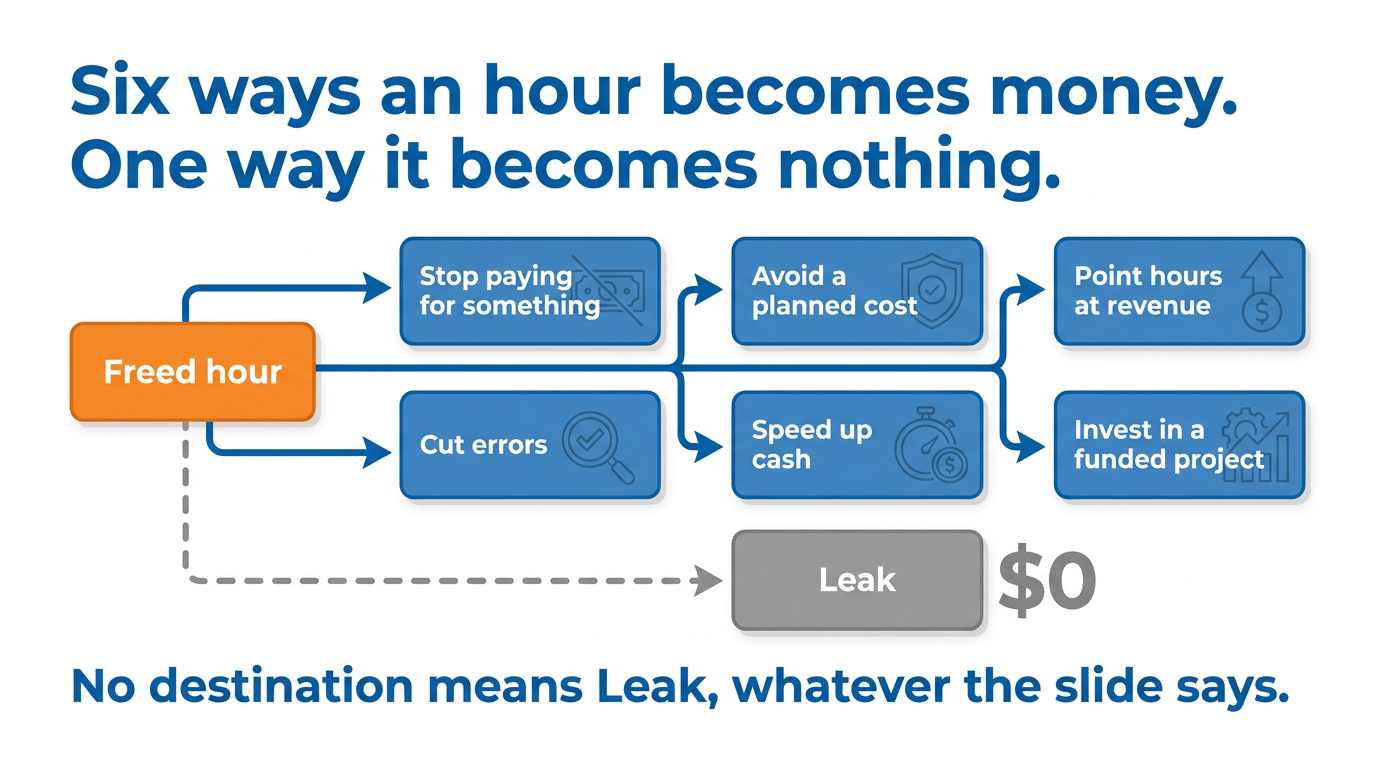 Six ways an hour becomes money.
One way it becomes nothing.
Stop paying
for something
Avoid a
planned cost
Point hours
at revenue
Freed hour
Cut errors
Speed up
cash
Invest in a
funded project
Leak
$0
No destination means Leak, whatever the slide says.